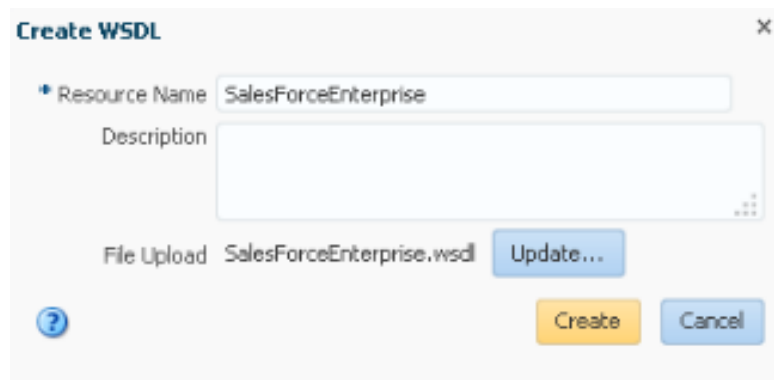 Create WSDL ×
* Resource Name SalesForceEnterprise
Description
File Upload SalesForceEnterprise.wsdl Update...
? Create Cancel